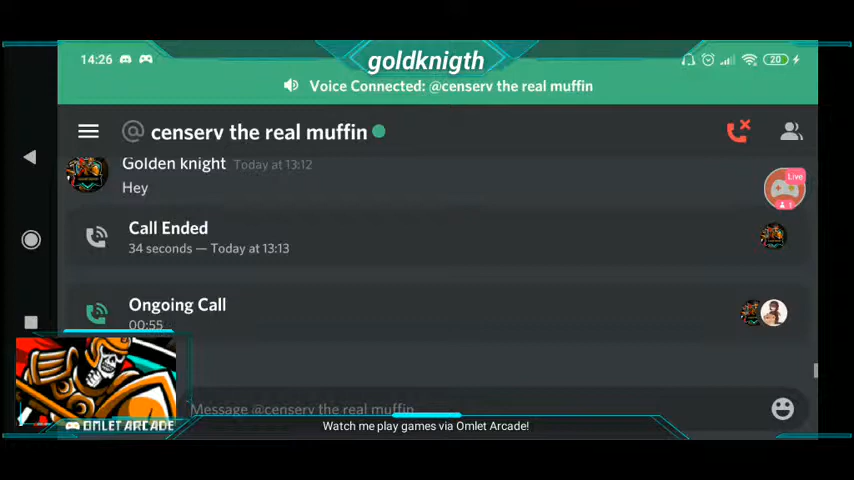 goldknigth
14:26
20
Voice Connected: @censerv the real muffin
@ censerv the real muffin
Golden knight Today at 13:12
Hey
Live
1
Call Ended
34 seconds — Today at 13:13
Ongoing Call
00:55
Message @censerv the real muffin
OMLET ARCADE
Watch me play games via Omlet Arcade!